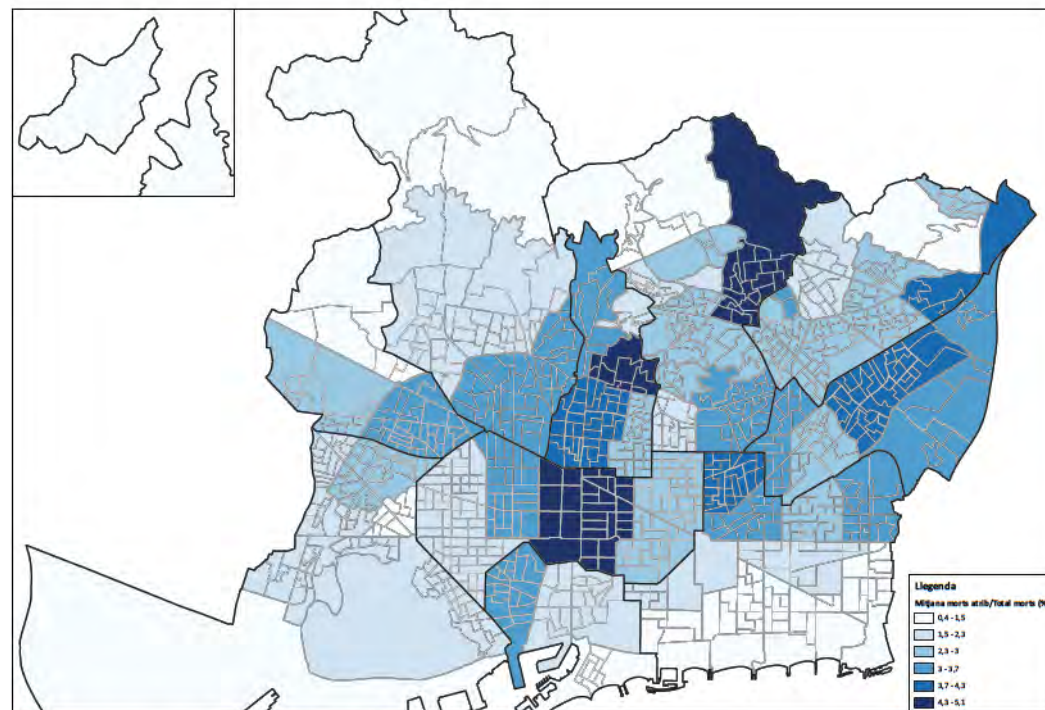 Llegenda
Mitjana morts atrib/Total morts (%
0,4 - 1,5
1,5 - 2,3
2,3 - 3
3 - 3,7
3,7 - 4,3
4,3 - 5,1